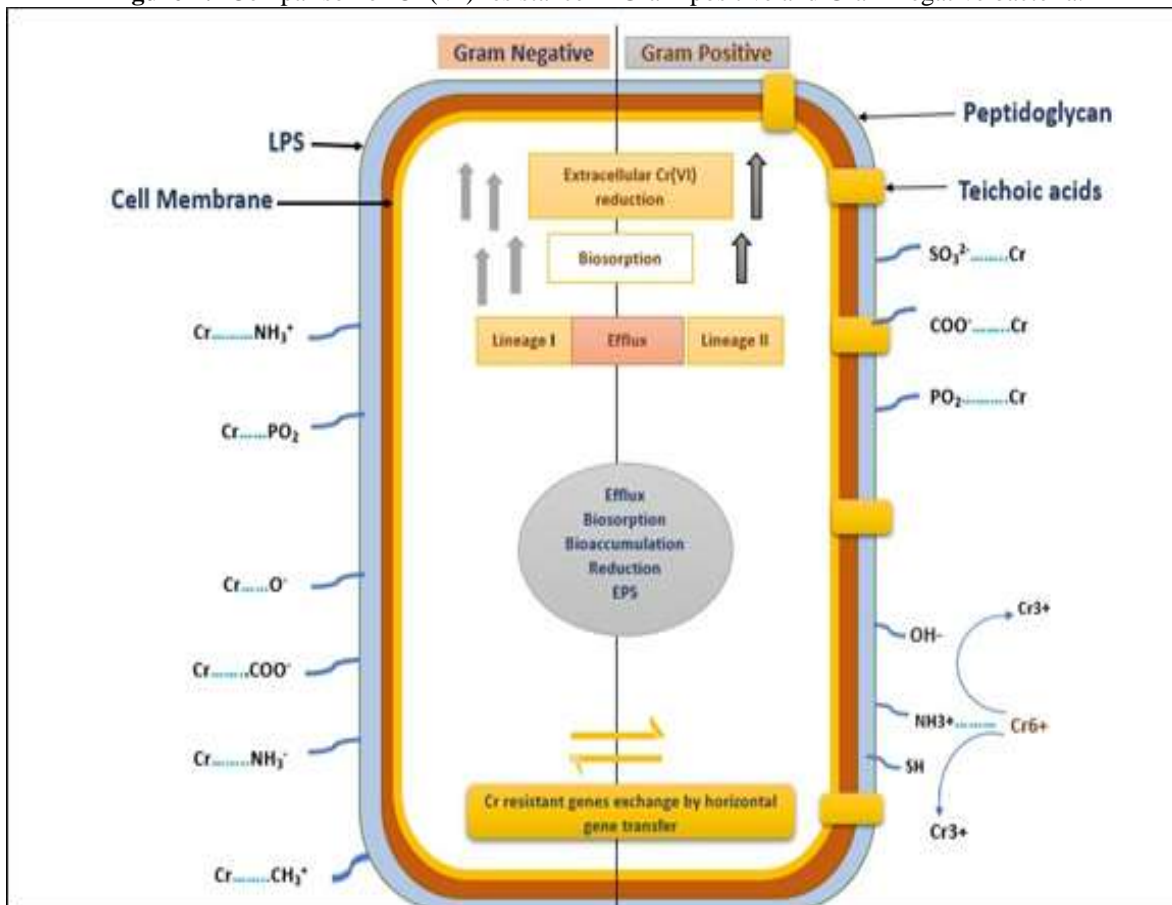 Gram Negative
Gram Positive
LPS
Peptidoglycan
Cell Membrane
Teichoic acids
Extracellular Cr(VI)
reduction
Biosorption
Lineage I
Efflux
Lineage II
SO₃²⁻.........Cr
COO⁻........Cr
PO₂..........Cr
Cr.........NH₃⁺
Cr......PO₂
Cr.......O⁻
Cr.........COO⁻
Cr.........NH₃⁻
Cr.........CH₃⁺
Efflux
Biosorption
Bioaccumulation
Reduction
EPS
Cr3+
OH-
NH3+.........
Cr6+
SH
Cr3+
Cr resistant genes exchange by horizontal
gene transfer